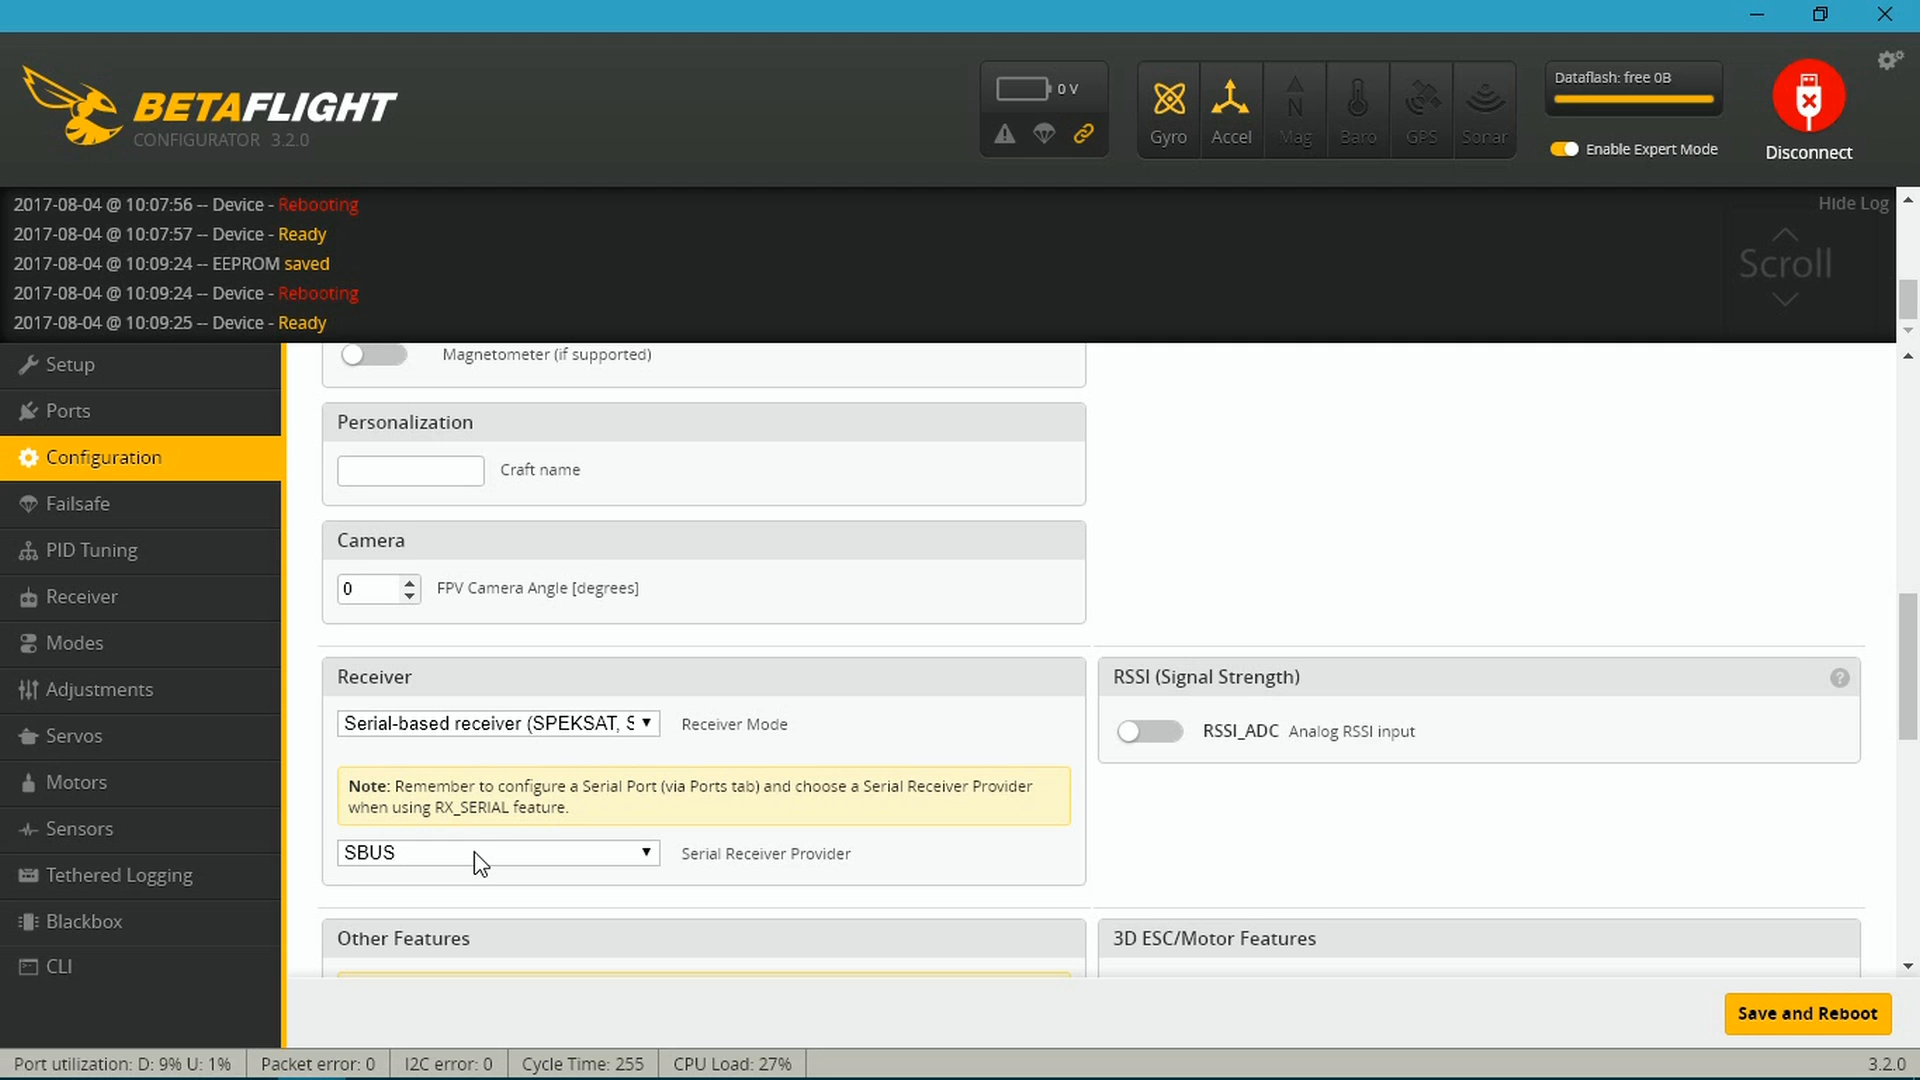 BETAFLIGHT
CONFIGURATOR 3.2.0
0 V
Gyro
Accel
Mag
Baro
GPS
Sonar
Dataflash: free 0B
Enable Expert Mode
Disconnect
2017-08-04 @ 10:07:56 -- Device - Rebooting
2017-08-04 @ 10:07:57 -- Device - Ready
2017-08-04 @ 10:09:24 -- EEPROM saved
2017-08-04 @ 10:09:24 -- Device - Rebooting
2017-08-04 @ 10:09:25 -- Device - Ready
Hide Log
Scroll
Setup
Ports
Configuration
Failsafe
PID Tuning
Receiver
Modes
Adjustments
Servos
Motors
Sensors
Tethered Logging
Blackbox
CLI
Magnetometer (if supported)
Personalization
Craft name
Camera
0 FPV Camera Angle [degrees]
Receiver
Serial-based receiver (SPEKSAT, S Receiver Mode
Note: Remember to configure a Serial Port (via Ports tab) and choose a Serial Receiver Provider
when using RX_SERIAL feature.
SBUS Serial Receiver Provider
RSSI (Signal Strength) ?
RSSI_ADC Analog RSSI input
Other Features
3D ESC/Motor Features
Save and Reboot
Port utilization: D: 9% U: 1%
Packet error: 0
I2C error: 0
Cycle Time: 255
CPU Load: 27%
3.2.0